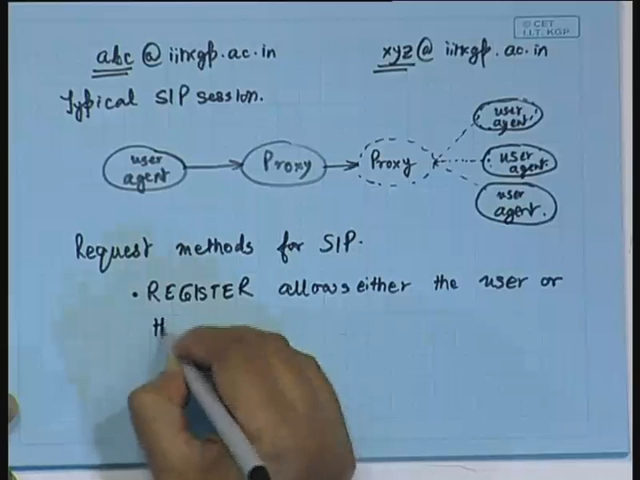 © CET
I.I.T. KGP
abc @ iitkgp.ac.in
xyz@ iitkgp.ac.in
Typical SIP session.
user agent
Proxy
Proxy
user agent
user agent
user agent.
Request methods for SIP.
• REGISTER allows either the user or